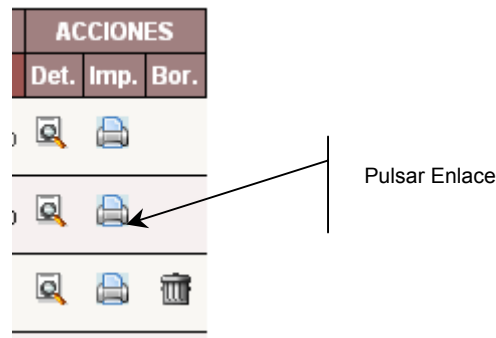 ACCIONES
Det. Imp. Bor.
Pulsar Enlace